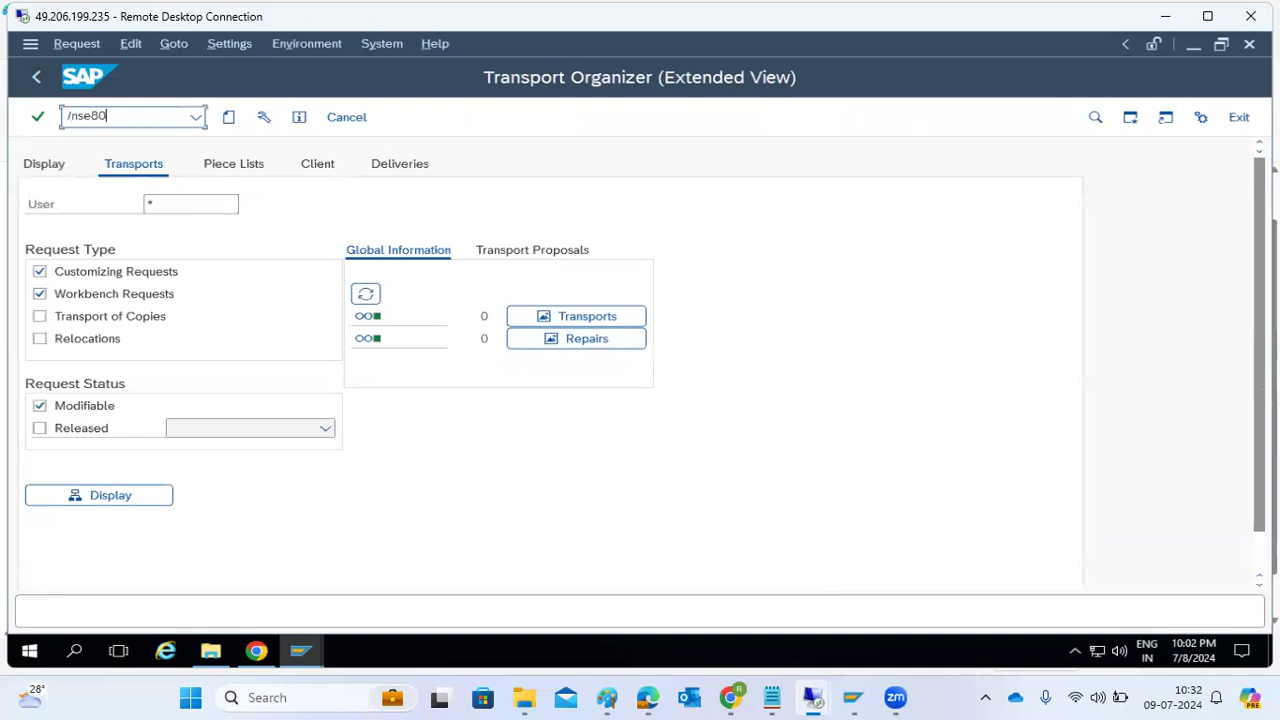 49.206.199.235 - Remote Desktop Connection
Request Edit Goto Settings Environment System Help
SAP Transport Organizer (Extended View)
/nse80 Cancel Exit
Display Transports Piece Lists Client Deliveries
User *
Request Type Global Information Transport Proposals
Customizing Requests
Workbench Requests
Transport of Copies 0 Transports
Relocations 0 Repairs
Request Status
Modifiable
Released
Display
ENG 10:02 PM
IN 7/8/2024
28° Search 10:32
09-07-2024
PRE